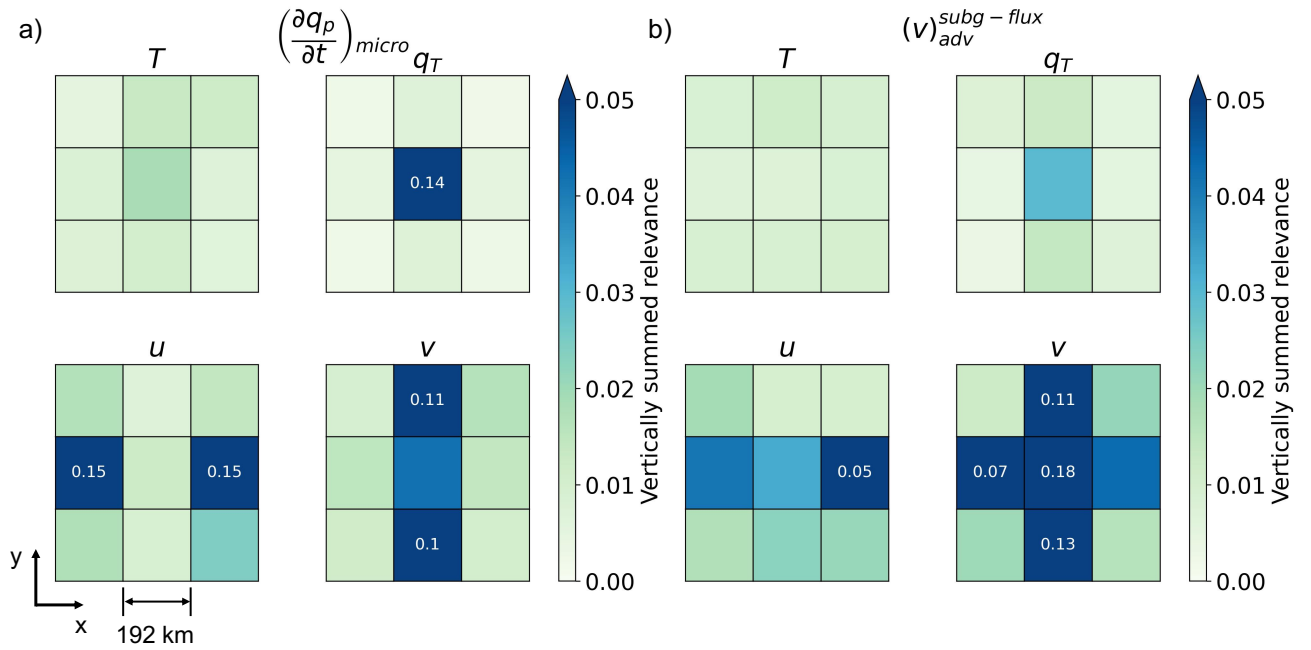 a)
(∂q_p/∂t)_micro
T
q_T
0.14
u
v
0.15
0.15
0.11
0.1
0.05
0.04
0.03
0.02
0.01
0.00
Vertically summed relevance
y
x
192 km
b)
(v)^{subg – flux}_{adv}
T
q_T
u
v
0.05
0.11
0.07
0.18
0.13
0.05
0.04
0.03
0.02
0.01
0.00
Vertically summed relevance